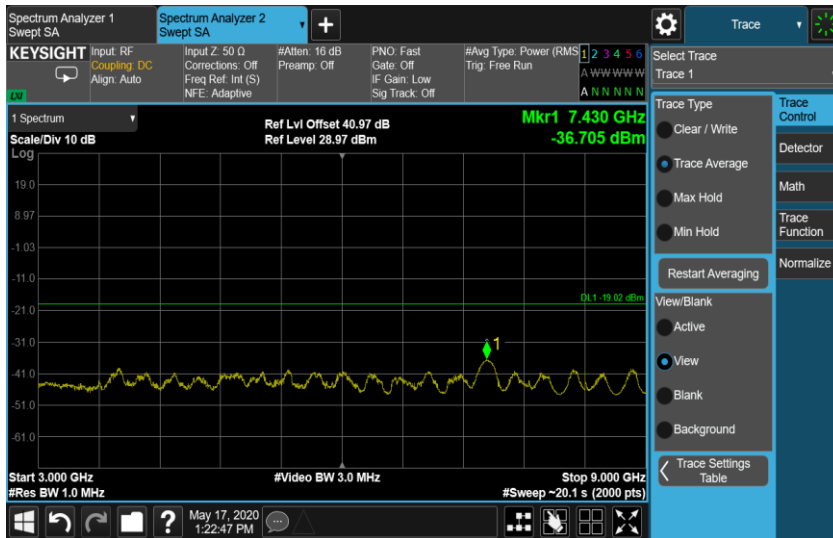 Spectrum Analyzer 1
Swept SA
Spectrum Analyzer 2
Swept SA
▼
+
Trace
▼
KEYSIGHT
LXI
Input: RF
Coupling: DC
Align: Auto
Input Z: 50 Ω
Corrections: Off
Freq Ref: Int (S)
NFE: Adaptive
#Atten: 16 dB
Preamp: Off
PNO: Fast
Gate: Off
IF Gain: Low
Sig Track: Off
#Avg Type: Power (RMS
Trig: Free Run
1 2 3 4 5 6
A W W W W W
A N N N N N
Select Trace
Trace 1
1 Spectrum
▼
Scale/Div 10 dB
Log
Ref Lvl Offset 40.97 dB
Ref Level 28.97 dBm
Mkr1 7.430 GHz
-36.705 dBm
19.0
8.97
-1.03
-11.0
-21.0
-31.0
-41.0
-51.0
-61.0
DL1 -19.02 dBm
1
Start 3.000 GHz
#Res BW 1.0 MHz
#Video BW 3.0 MHz
Stop 9.000 GHz
#Sweep ~20.1 s (2000 pts)
Trace Type
Clear / Write
Trace Average
Max Hold
Min Hold
Restart Averaging
View/Blank
Active
View
Blank
Background
Trace Settings
Table
Trace
Control
Detector
Math
Trace
Function
Normalize
?
May 17, 2020
1:22:47 PM